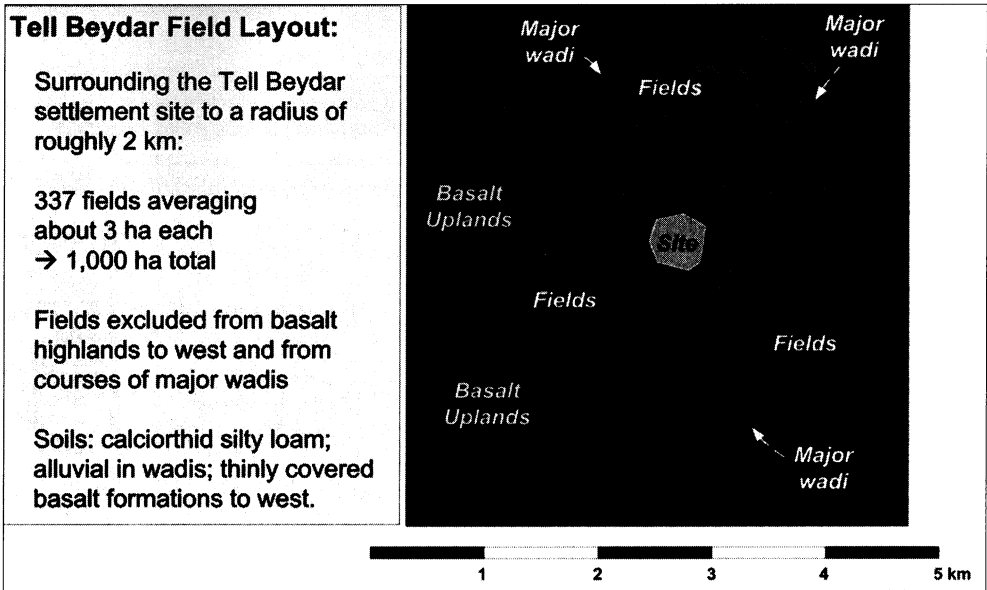 Tell Beydar Field Layout:
Surrounding the Tell Beydar
settlement site to a radius of
roughly 2 km:
337 fields averaging
about 3 ha each
→ 1,000 ha total
Fields excluded from basalt
highlands to west and from
courses of major wadis
Soils: calciorthid silty loam;
alluvial in wadis; thinly covered
basalt formations to west.
Major
wadi
Major
wadi
Fields
Basalt
Uplands
Site
Fields
Fields
Basalt
Uplands
Major
wadi
1 2 3 4 5 km